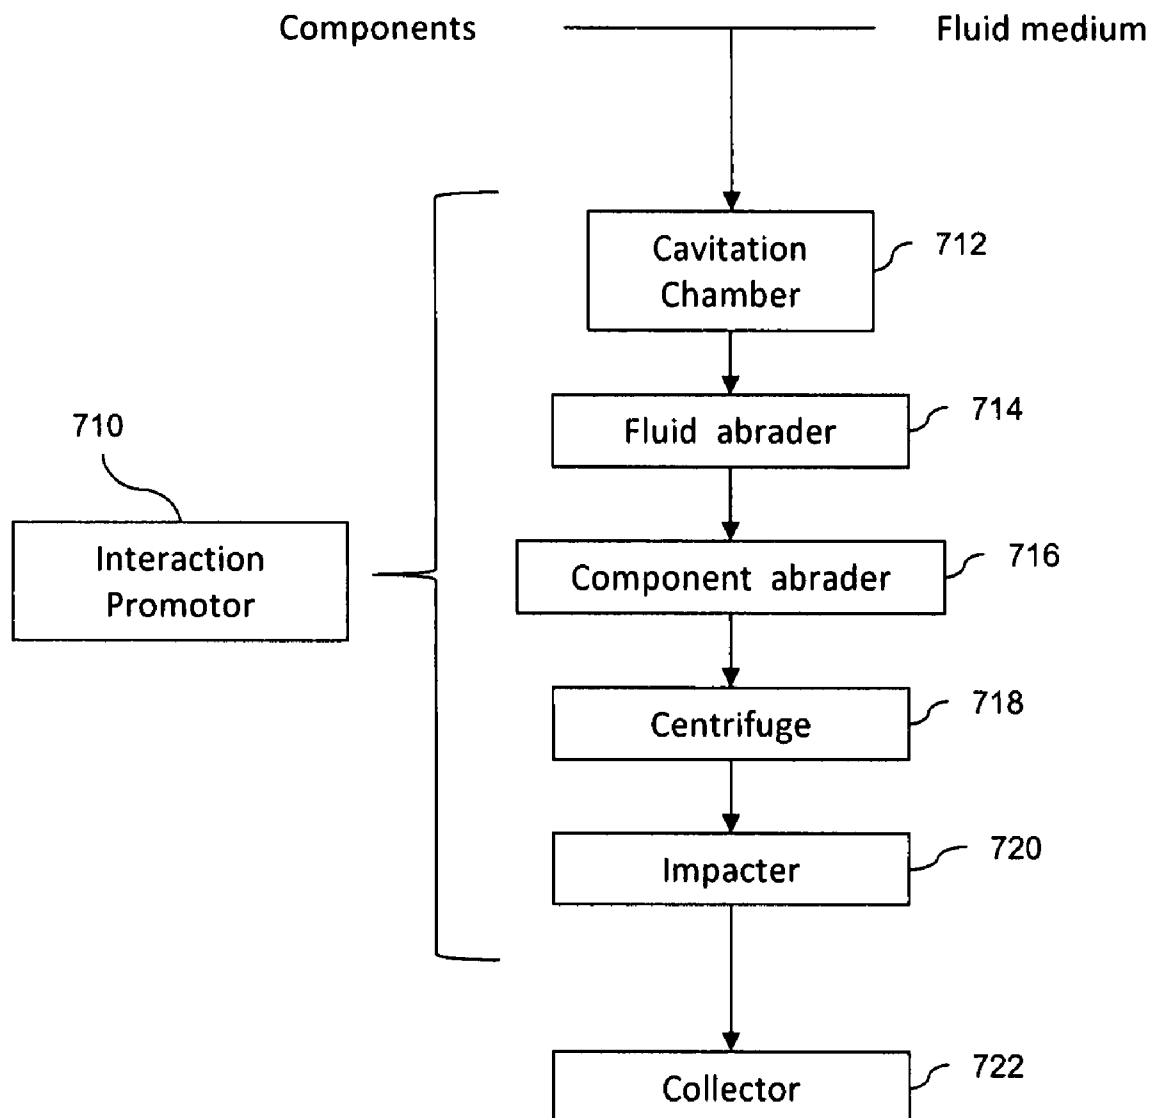 Components
Fluid medium
Cavitation
Chamber
712
Fluid abrader
714
710
Interaction
Promotor
Component abrader
716
Centrifuge
718
Impacter
720
Collector
722